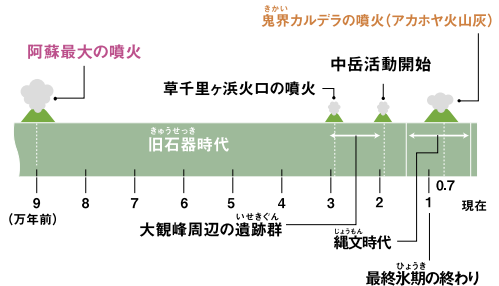 きかい
鬼界カルデラの噴火(アカホヤ火山灰)
阿蘇最大の噴火
中岳活動開始
草千里ヶ浜火口の噴火
きゅうせっき
旧石器時代
9 8 7 6 5 4 3 2 1 0.7 現在
(万年前)
いせきぐん
大観峰周辺の遺跡群
じょうもん
縄文時代
ひょうき
最終氷期の終わり